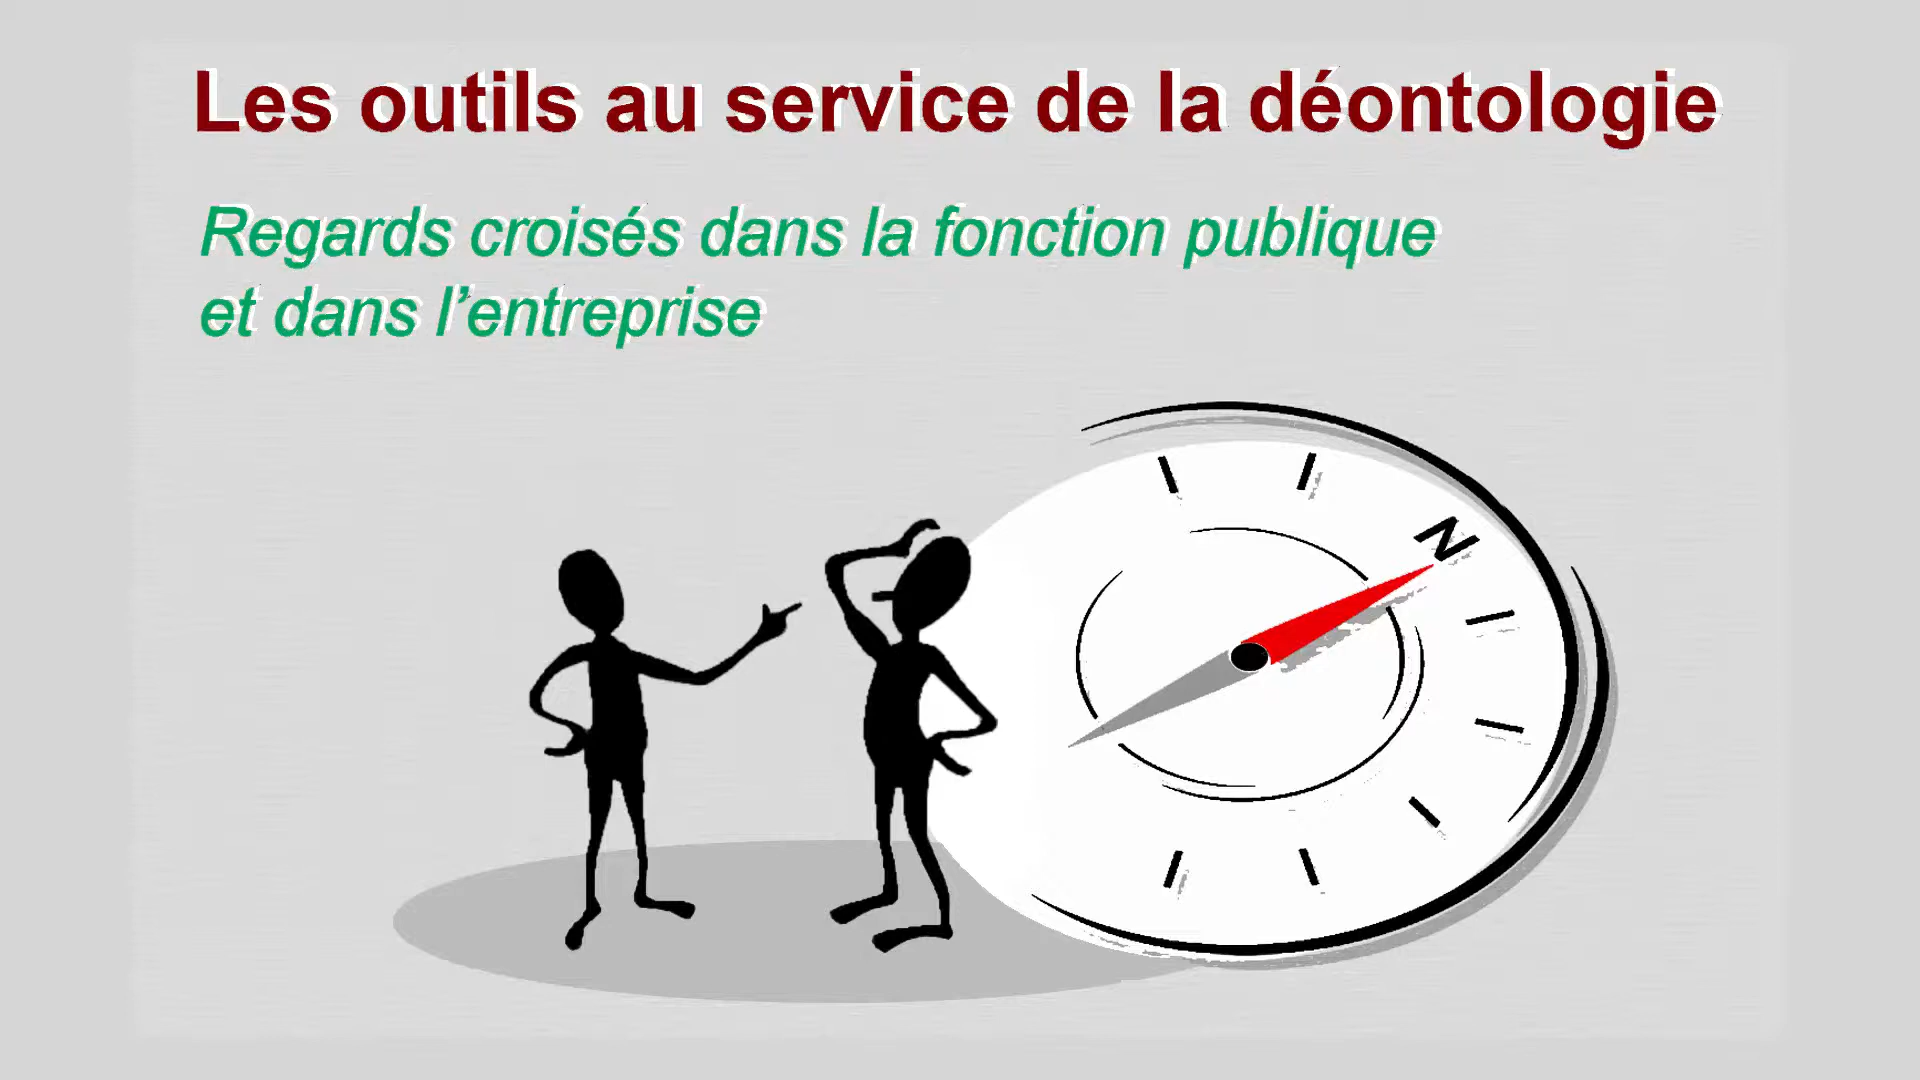 Les outils au service de la déontologie
Regards croisés dans la fonction publique
et dans l’entreprise
N